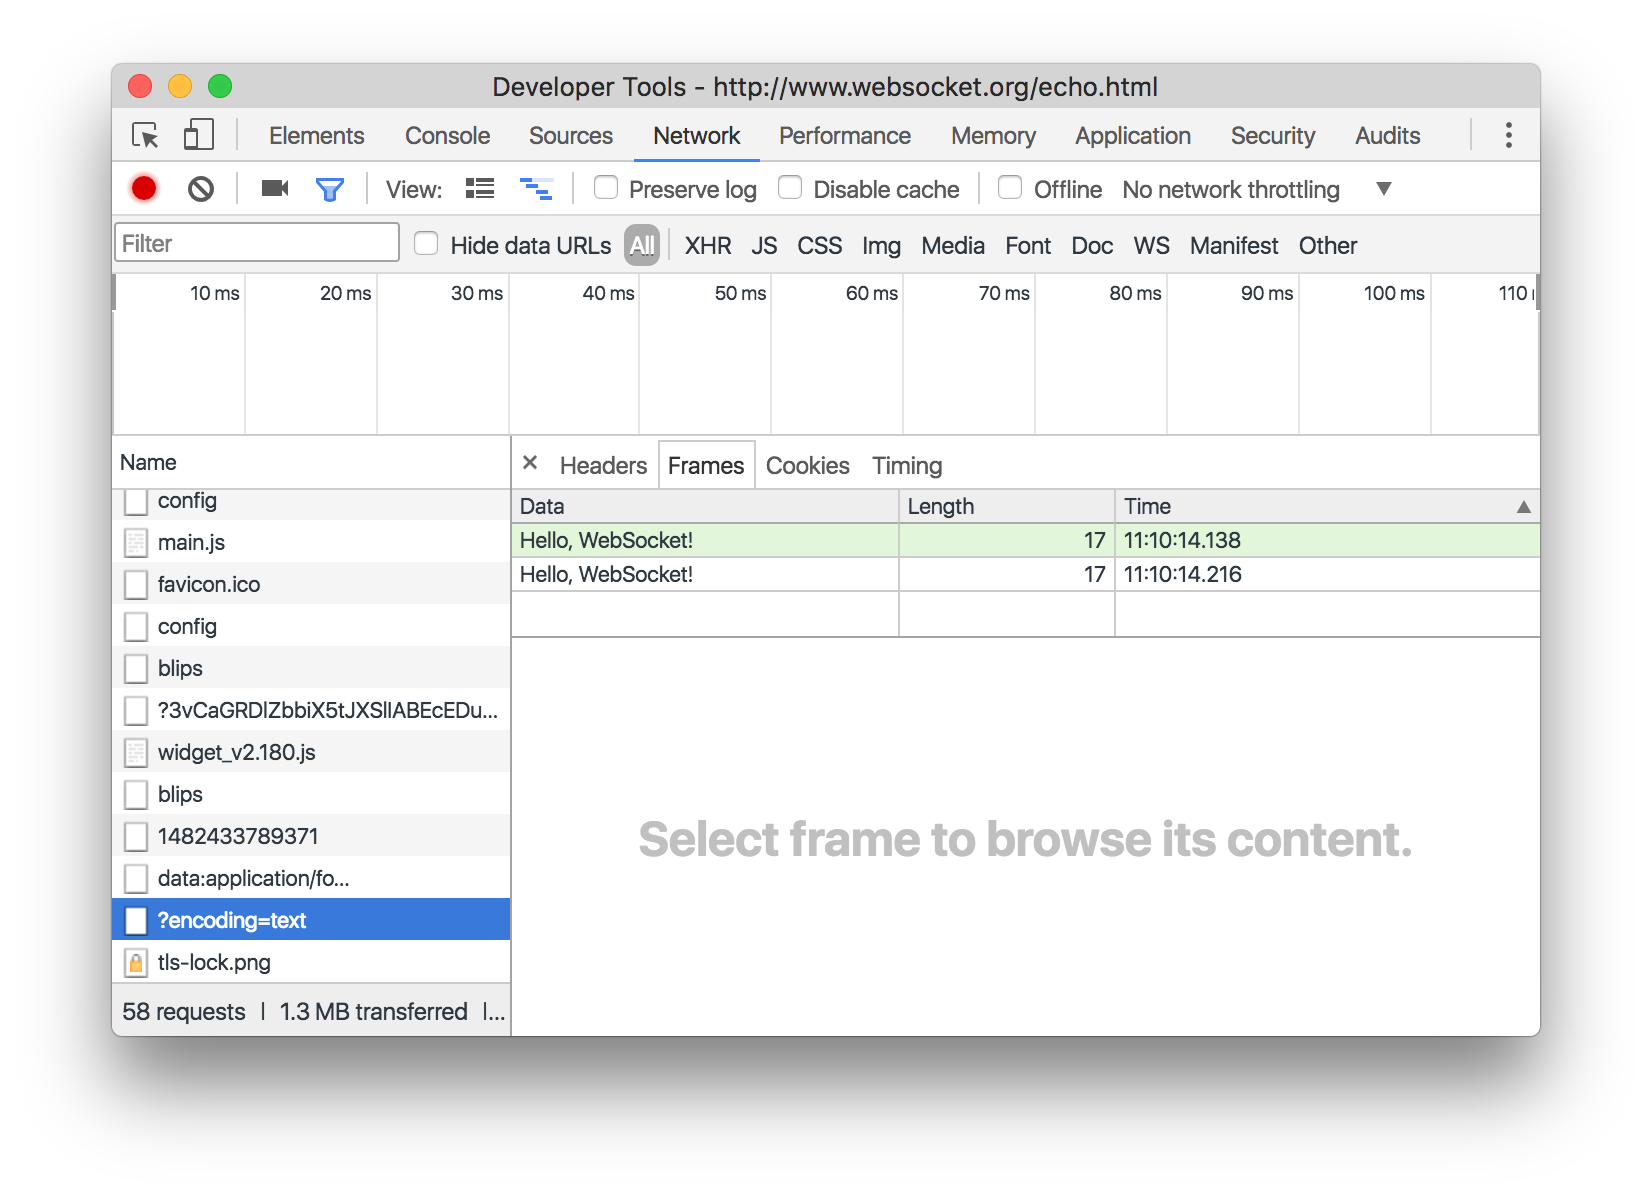 Developer Tools - http://www.websocket.org/echo.html
Elements Console Sources Network Performance Memory Application Security Audits
View: Preserve log Disable cache Offline No network throttling ▼
Filter Hide data URLs All XHR JS CSS Img Media Font Doc WS Manifest Other
10 ms 20 ms 30 ms 40 ms 50 ms 60 ms 70 ms 80 ms 90 ms 100 ms 110
Name
config
main.js
favicon.ico
config
blips
?3vCaGRDlZbbiX5tJXSllABEcEDu...
widget_v2.180.js
blips
1482433789371
data:application/fo...
?encoding=text
tls-lock.png
58 requests | 1.3 MB transferred |...
× Headers Frames Cookies Timing
Data Length Time ▲
Hello, WebSocket! 17 11:10:14.138
Hello, WebSocket! 17 11:10:14.216
Select frame to browse its content.